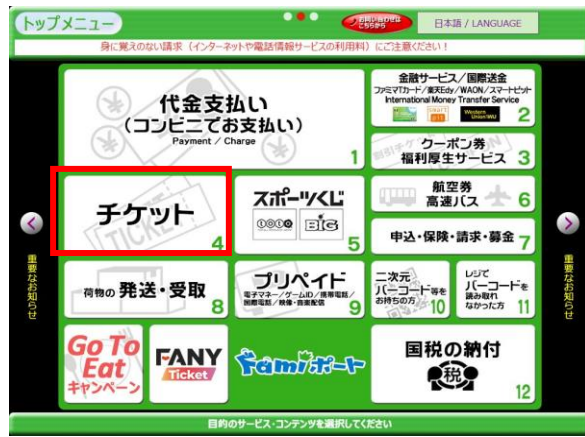 トップメニュー
お問い合わせは
こちらから
日本語 / LANGUAGE
身に覚えのない請求（インターネットや電話情報サービスの利用料）にご注意ください！
代金支払い
（コンビニでお支払い）
Payment / Charge
1
金融サービス／国際送金
ファミマTカード／楽天Edy／WAON／スマートピット
International Money Transfer Service
smart
pit
Western
Union\WU
2
クーポン券
福利厚生サービス 3
チケット
TICKET
4
スポーツくじ
toto BIG
5
航空券
高速バス 6
申込・保険・請求・募金 7
荷物の 発送・受取
8
プリペイド
電子マネー／ゲームID／携帯電話／
国際電話／映像・音楽配信
9
二次元
バーコード等を
お持ちの方 10
レジで
バーコードを
読み取れ
なかった方 11
Go To
Eat
キャンペーン
FANY
Ticket
Famiポート
国税の納付
税
12
重要なお知らせ
重要なお知らせ
目的のサービス・コンテンツを選択してください